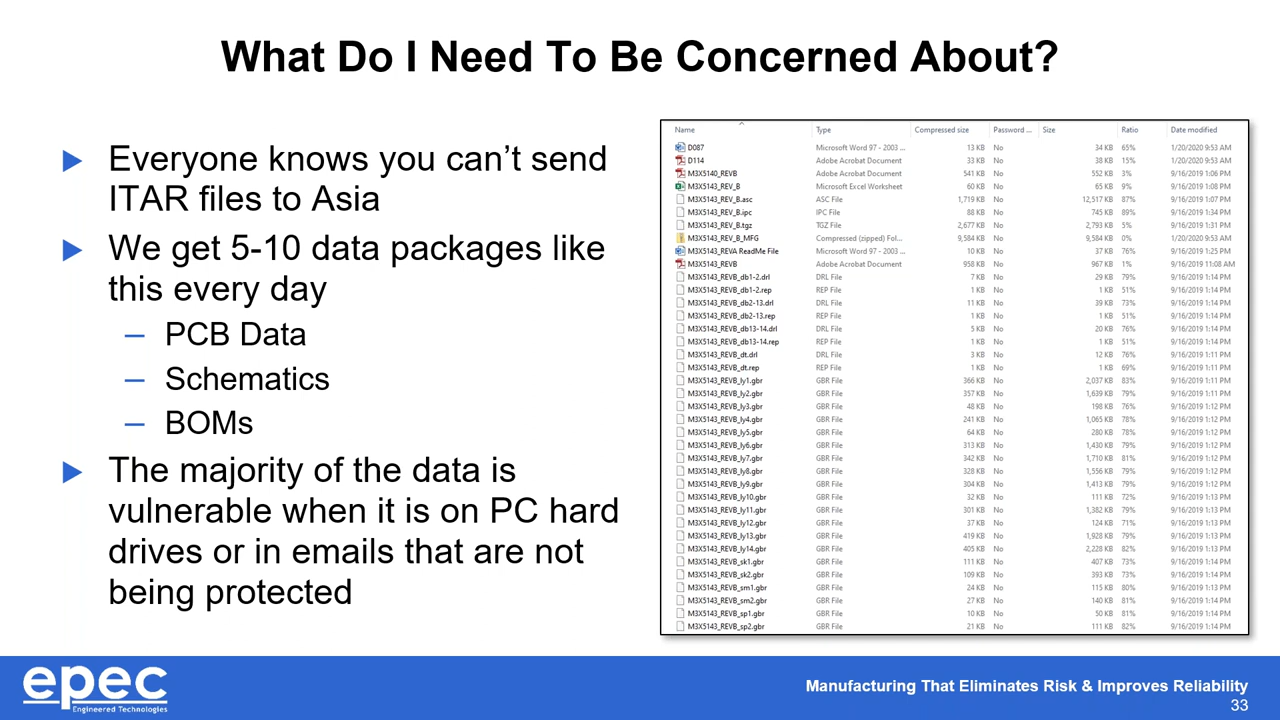 What Do I Need To Be Concerned About?
Everyone knows you can’t send
ITAR files to Asia
We get 5-10 data packages like
this every day
– PCB Data
– Schematics
– BOMs
The majority of the data is
vulnerable when it is on PC hard
drives or in emails that are not
being protected
Name Type Compressed size Password ... Size Ratio Date modified
D087 Microsoft Word 97 - 2003 ... 13 KB No 34 KB 65% 1/20/2020 9:53 AM
D114 Adobe Acrobat Document 33 KB No 38 KB 15% 1/20/2020 9:53 AM
M3X5140_REVB Adobe Acrobat Document 541 KB No 552 KB 3% 9/16/2019 1:06 PM
M3X5143_REV_B Microsoft Excel Worksheet 60 KB No 65 KB 9% 9/16/2019 1:08 PM
M3X5143_REV_B.asc ASC File 1,719 KB No 12,517 KB 87% 9/16/2019 1:07 PM
M3X5143_REV_B.ipc IPC File 88 KB No 745 KB 89% 9/16/2019 1:34 PM
M3X5143_REV_B.tgz TGZ File 2,677 KB No 2,793 KB 5% 9/16/2019 1:31 PM
M3X5143_REV_B_MFG Compressed (zipped) Fol... 9,584 KB No 9,584 KB 0% 1/20/2020 9:53 AM
M3X5143_REVA ReadMe File Microsoft Word 97 - 2003 ... 10 KB No 37 KB 76% 9/16/2019 1:25 PM
M3X5143_REVB Adobe Acrobat Document 958 KB No 967 KB 1% 9/16/2019 11:08 AM
M3X5143_REVB_db1-2.drl DRL File 7 KB No 29 KB 79% 9/16/2019 1:14 PM
M3X5143_REVB_db1-2.rep REP File 1 KB No 1 KB 51% 9/16/2019 1:14 PM
M3X5143_REVB_db2-13.drl DRL File 11 KB No 39 KB 73% 9/16/2019 1:14 PM
M3X5143_REVB_db2-13.rep REP File 1 KB No 1 KB 51% 9/16/2019 1:14 PM
M3X5143_REVB_db13-14.drl DRL File 5 KB No 20 KB 76% 9/16/2019 1:14 PM
M3X5143_REVB_db13-14.rep REP File 1 KB No 1 KB 51% 9/16/2019 1:14 PM
M3X5143_REVB_dt.drl DRL File 3 KB No 12 KB 76% 9/16/2019 1:11 PM
M3X5143_REVB_dt.rep REP File 1 KB No 1 KB 69% 9/16/2019 1:11 PM
M3X5143_REVB_ly1.gbr GBR File 366 KB No 2,037 KB 83% 9/16/2019 1:11 PM
M3X5143_REVB_ly2.gbr GBR File 357 KB No 1,639 KB 79% 9/16/2019 1:11 PM
M3X5143_REVB_ly3.gbr GBR File 48 KB No 198 KB 76% 9/16/2019 1:12 PM
M3X5143_REVB_ly4.gbr GBR File 241 KB No 1,065 KB 78% 9/16/2019 1:12 PM
M3X5143_REVB_ly5.gbr GBR File 64 KB No 280 KB 78% 9/16/2019 1:12 PM
M3X5143_REVB_ly6.gbr GBR File 313 KB No 1,430 KB 79% 9/16/2019 1:12 PM
M3X5143_REVB_ly7.gbr GBR File 342 KB No 1,710 KB 81% 9/16/2019 1:12 PM
M3X5143_REVB_ly8.gbr GBR File 328 KB No 1,556 KB 79% 9/16/2019 1:12 PM
M3X5143_REVB_ly9.gbr GBR File 304 KB No 1,413 KB 79% 9/16/2019 1:13 PM
M3X5143_REVB_ly10.gbr GBR File 32 KB No 111 KB 72% 9/16/2019 1:13 PM
M3X5143_REVB_ly11.gbr GBR File 301 KB No 1,382 KB 79% 9/16/2019 1:13 PM
M3X5143_REVB_ly12.gbr GBR File 37 KB No 124 KB 71% 9/16/2019 1:13 PM
M3X5143_REVB_ly13.gbr GBR File 419 KB No 1,928 KB 79% 9/16/2019 1:13 PM
M3X5143_REVB_ly14.gbr GBR File 405 KB No 2,228 KB 82% 9/16/2019 1:13 PM
M3X5143_REVB_sk1.gbr GBR File 111 KB No 407 KB 73% 9/16/2019 1:14 PM
M3X5143_REVB_sk2.gbr GBR File 109 KB No 393 KB 73% 9/16/2019 1:14 PM
M3X5143_REVB_sm1.gbr GBR File 24 KB No 115 KB 80% 9/16/2019 1:13 PM
M3X5143_REVB_sm2.gbr GBR File 27 KB No 140 KB 81% 9/16/2019 1:14 PM
M3X5143_REVB_sp1.gbr GBR File 10 KB No 50 KB 81% 9/16/2019 1:14 PM
M3X5143_REVB_sp2.gbr GBR File 21 KB No 111 KB 82% 9/16/2019 1:14 PM
epec
Engineered Technologies
Manufacturing That Eliminates Risk & Improves Reliability
33